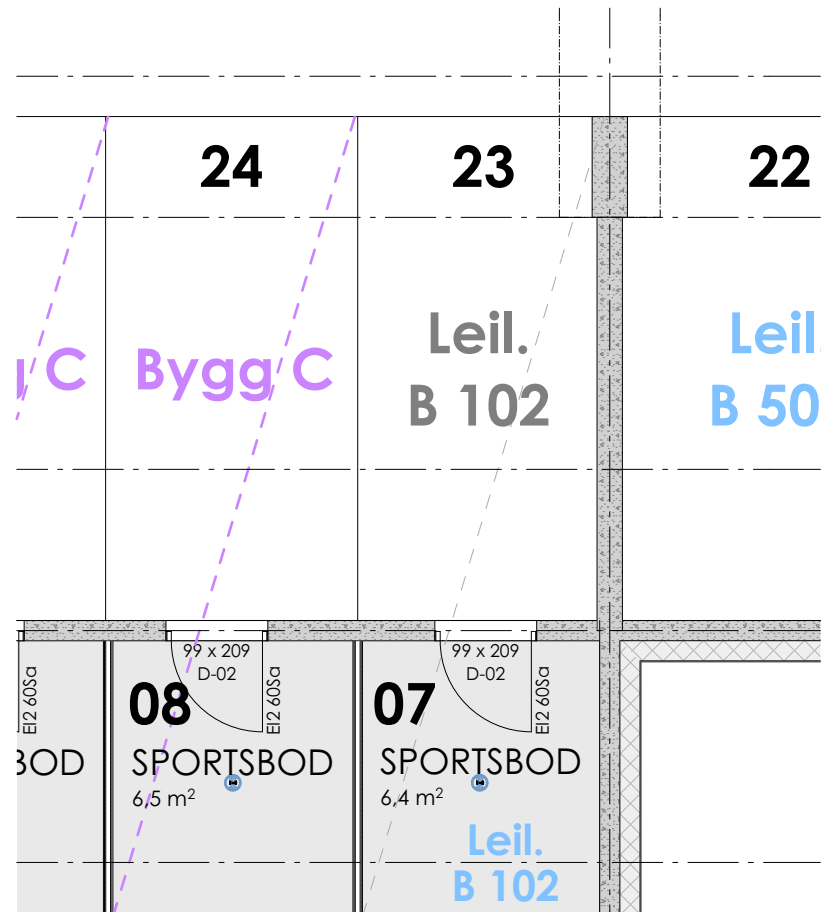 24
23
22
Leil.
B 102
Leil.
B 50
C
Bygg C
99 x 209
D-02
99 x 209
D-02
EI2 60Sa
EI2 60Sa
EI2 60Sa
08
07
BOD
SPORTSBOD
6,5 m²
SPORTSBOD
6,4 m²
Leil.
B 102